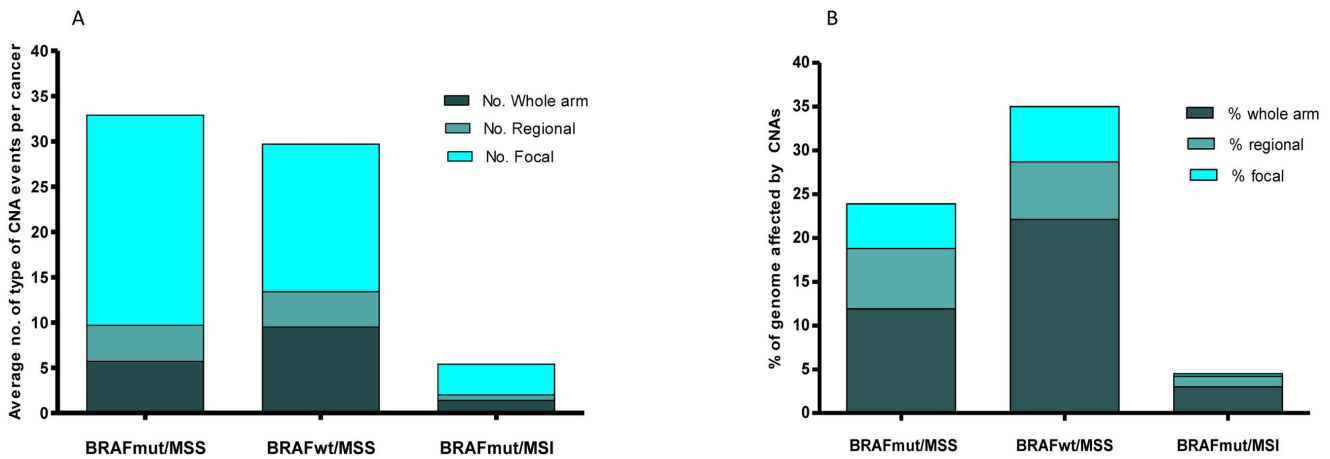 A
Average no. of type of CNA events per cancer
40
35
30
25
20
15
10
5
0
No. Whole arm
No. Regional
No. Focal
BRAFmut/MSS
BRAFwt/MSS
BRAFmut/MSI
B
% of genome affected by CNAs
40
35
30
25
20
15
10
5
0
% whole arm
% regional
% focal
BRAFmut/MSS
BRAFwt/MSS
BRAFmut/MSI